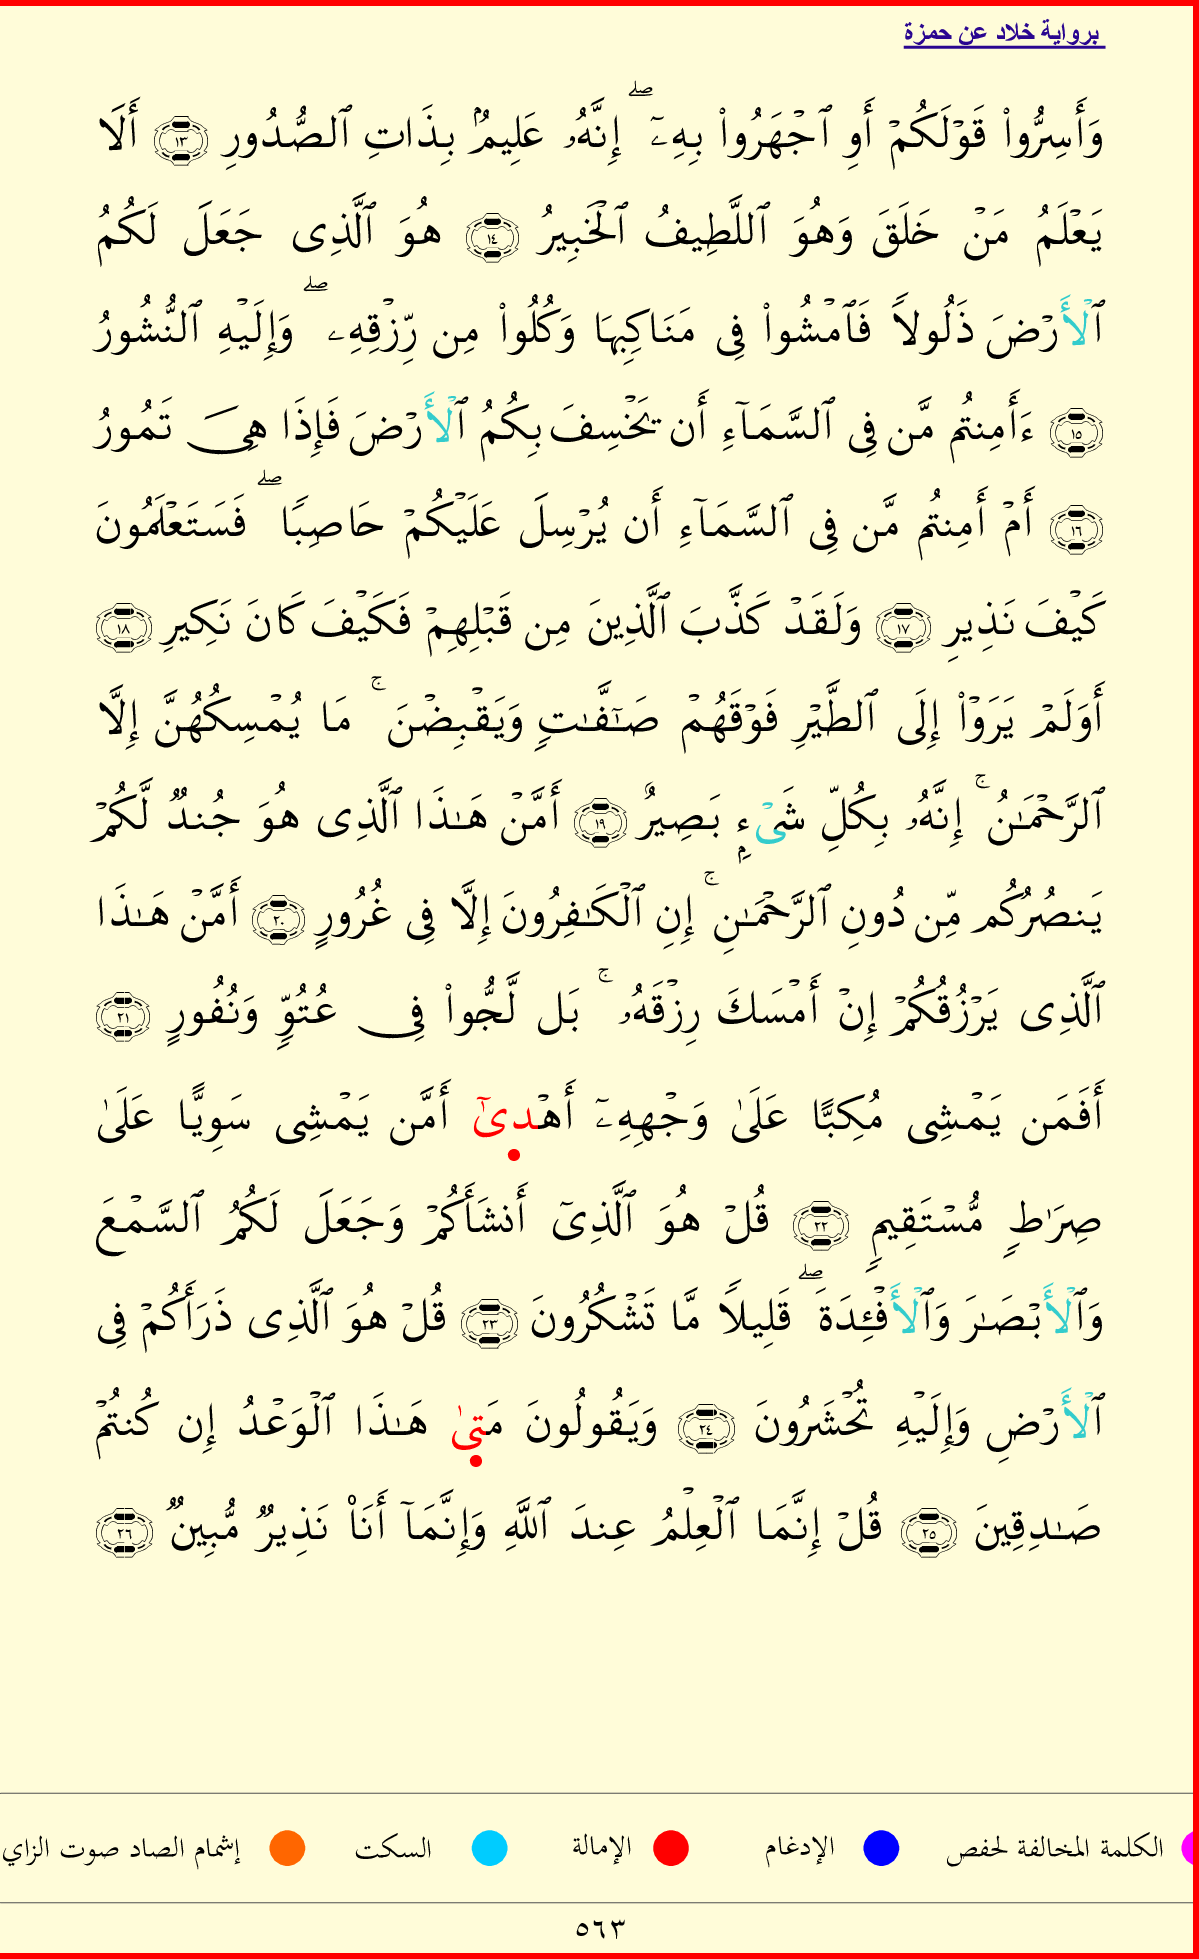 برواية خلاد عن حمزة
وَأَسِرُّوا۟ قَوْلَكُمْ أَوِ ٱجْهَرُوا۟ بِهِۦٓ ۖ إِنَّهُۥ عَلِيمٌۢ بِذَاتِ ٱلصُّدُورِ ١٣ أَلَا
يَعْلَمُ مَنْ خَلَقَ وَهُوَ ٱللَّطِيفُ ٱلْخَبِيرُ ١٤ هُوَ ٱلَّذِى جَعَلَ لَكُمُ
ٱلْأَرْضَ ذَلُولًا فَٱمْشُوا۟ فِى مَنَاكِبِهَا وَكُلُوا۟ مِن رِّزْقِهِۦ ۖ وَإِلَيْهِ ٱلنُّشُورُ
١٥ ءَأَمِنتُم مَّن فِى ٱلسَّمَآءِ أَن يَخْسِفَ بِكُمُ ٱلْأَرْضَ فَإِذَا هِىَ تَمُورُ
١٦ أَمْ أَمِنتُم مَّن فِى ٱلسَّمَآءِ أَن يُرْسِلَ عَلَيْكُمْ حَاصِبًا ۖ فَسَتَعْلَمُونَ
كَيْفَ نَذِيرِ ١٧ وَلَقَدْ كَذَّبَ ٱلَّذِينَ مِن قَبْلِهِمْ فَكَيْفَ كَانَ نَكِيرِ ١٨
أَوَلَمْ يَرَوْا۟ إِلَى ٱلطَّيْرِ فَوْقَهُمْ صَـٰٓفَّـٰتٍ وَيَقْبِضْنَ ۚ مَا يُمْسِكُهُنَّ إِلَّا
ٱلرَّحْمَـٰنُ ۚ إِنَّهُۥ بِكُلِّ شَىْءٍۭ بَصِيرٌ ١٩ أَمَّنْ هَـٰذَا ٱلَّذِى هُوَ جُندٌ لَّكُمْ
يَنصُرُكُم مِّن دُونِ ٱلرَّحْمَـٰنِ ۚ إِنِ ٱلْكَـٰفِرُونَ إِلَّا فِى غُرُورٍ ٢٠ أَمَّنْ هَـٰذَا
ٱلَّذِى يَرْزُقُكُمْ إِنْ أَمْسَكَ رِزْقَهُۥ ۚ بَل لَّجُّوا۟ فِى عُتُوٍّ وَنُفُورٍ ٢١
أَفَمَن يَمْشِى مُكِبًّا عَلَىٰ وَجْهِهِۦٓ أَهْدِىٰٓ أَمَّن يَمْشِى سَوِيًّا عَلَىٰ
صِرَٰطٍ مُّسْتَقِيمٍ ٢٢ قُلْ هُوَ ٱلَّذِىٓ أَنشَأَكُمْ وَجَعَلَ لَكُمُ ٱلسَّمْعَ
وَٱلْأَبْصَـٰرَ وَٱلْأَفْـِٔدَةَ ۖ قَلِيلًا مَّا تَشْكُرُونَ ٢٣ قُلْ هُوَ ٱلَّذِى ذَرَأَكُمْ فِى
ٱلْأَرْضِ وَإِلَيْهِ تُحْشَرُونَ ٢٤ وَيَقُولُونَ مَتِىٰ هَـٰذَا ٱلْوَعْدُ إِن كُنتُمْ
صَـٰدِقِينَ ٢٥ قُلْ إِنَّمَا ٱلْعِلْمُ عِندَ ٱللَّهِ وَإِنَّمَآ أَنَا۠ نَذِيرٌ مُّبِينٌ ٢٦
الكلمة المخالفة لحفص الإدغام الإمالة السكت إشمام الصاد صوت الزاي
٥٦٣